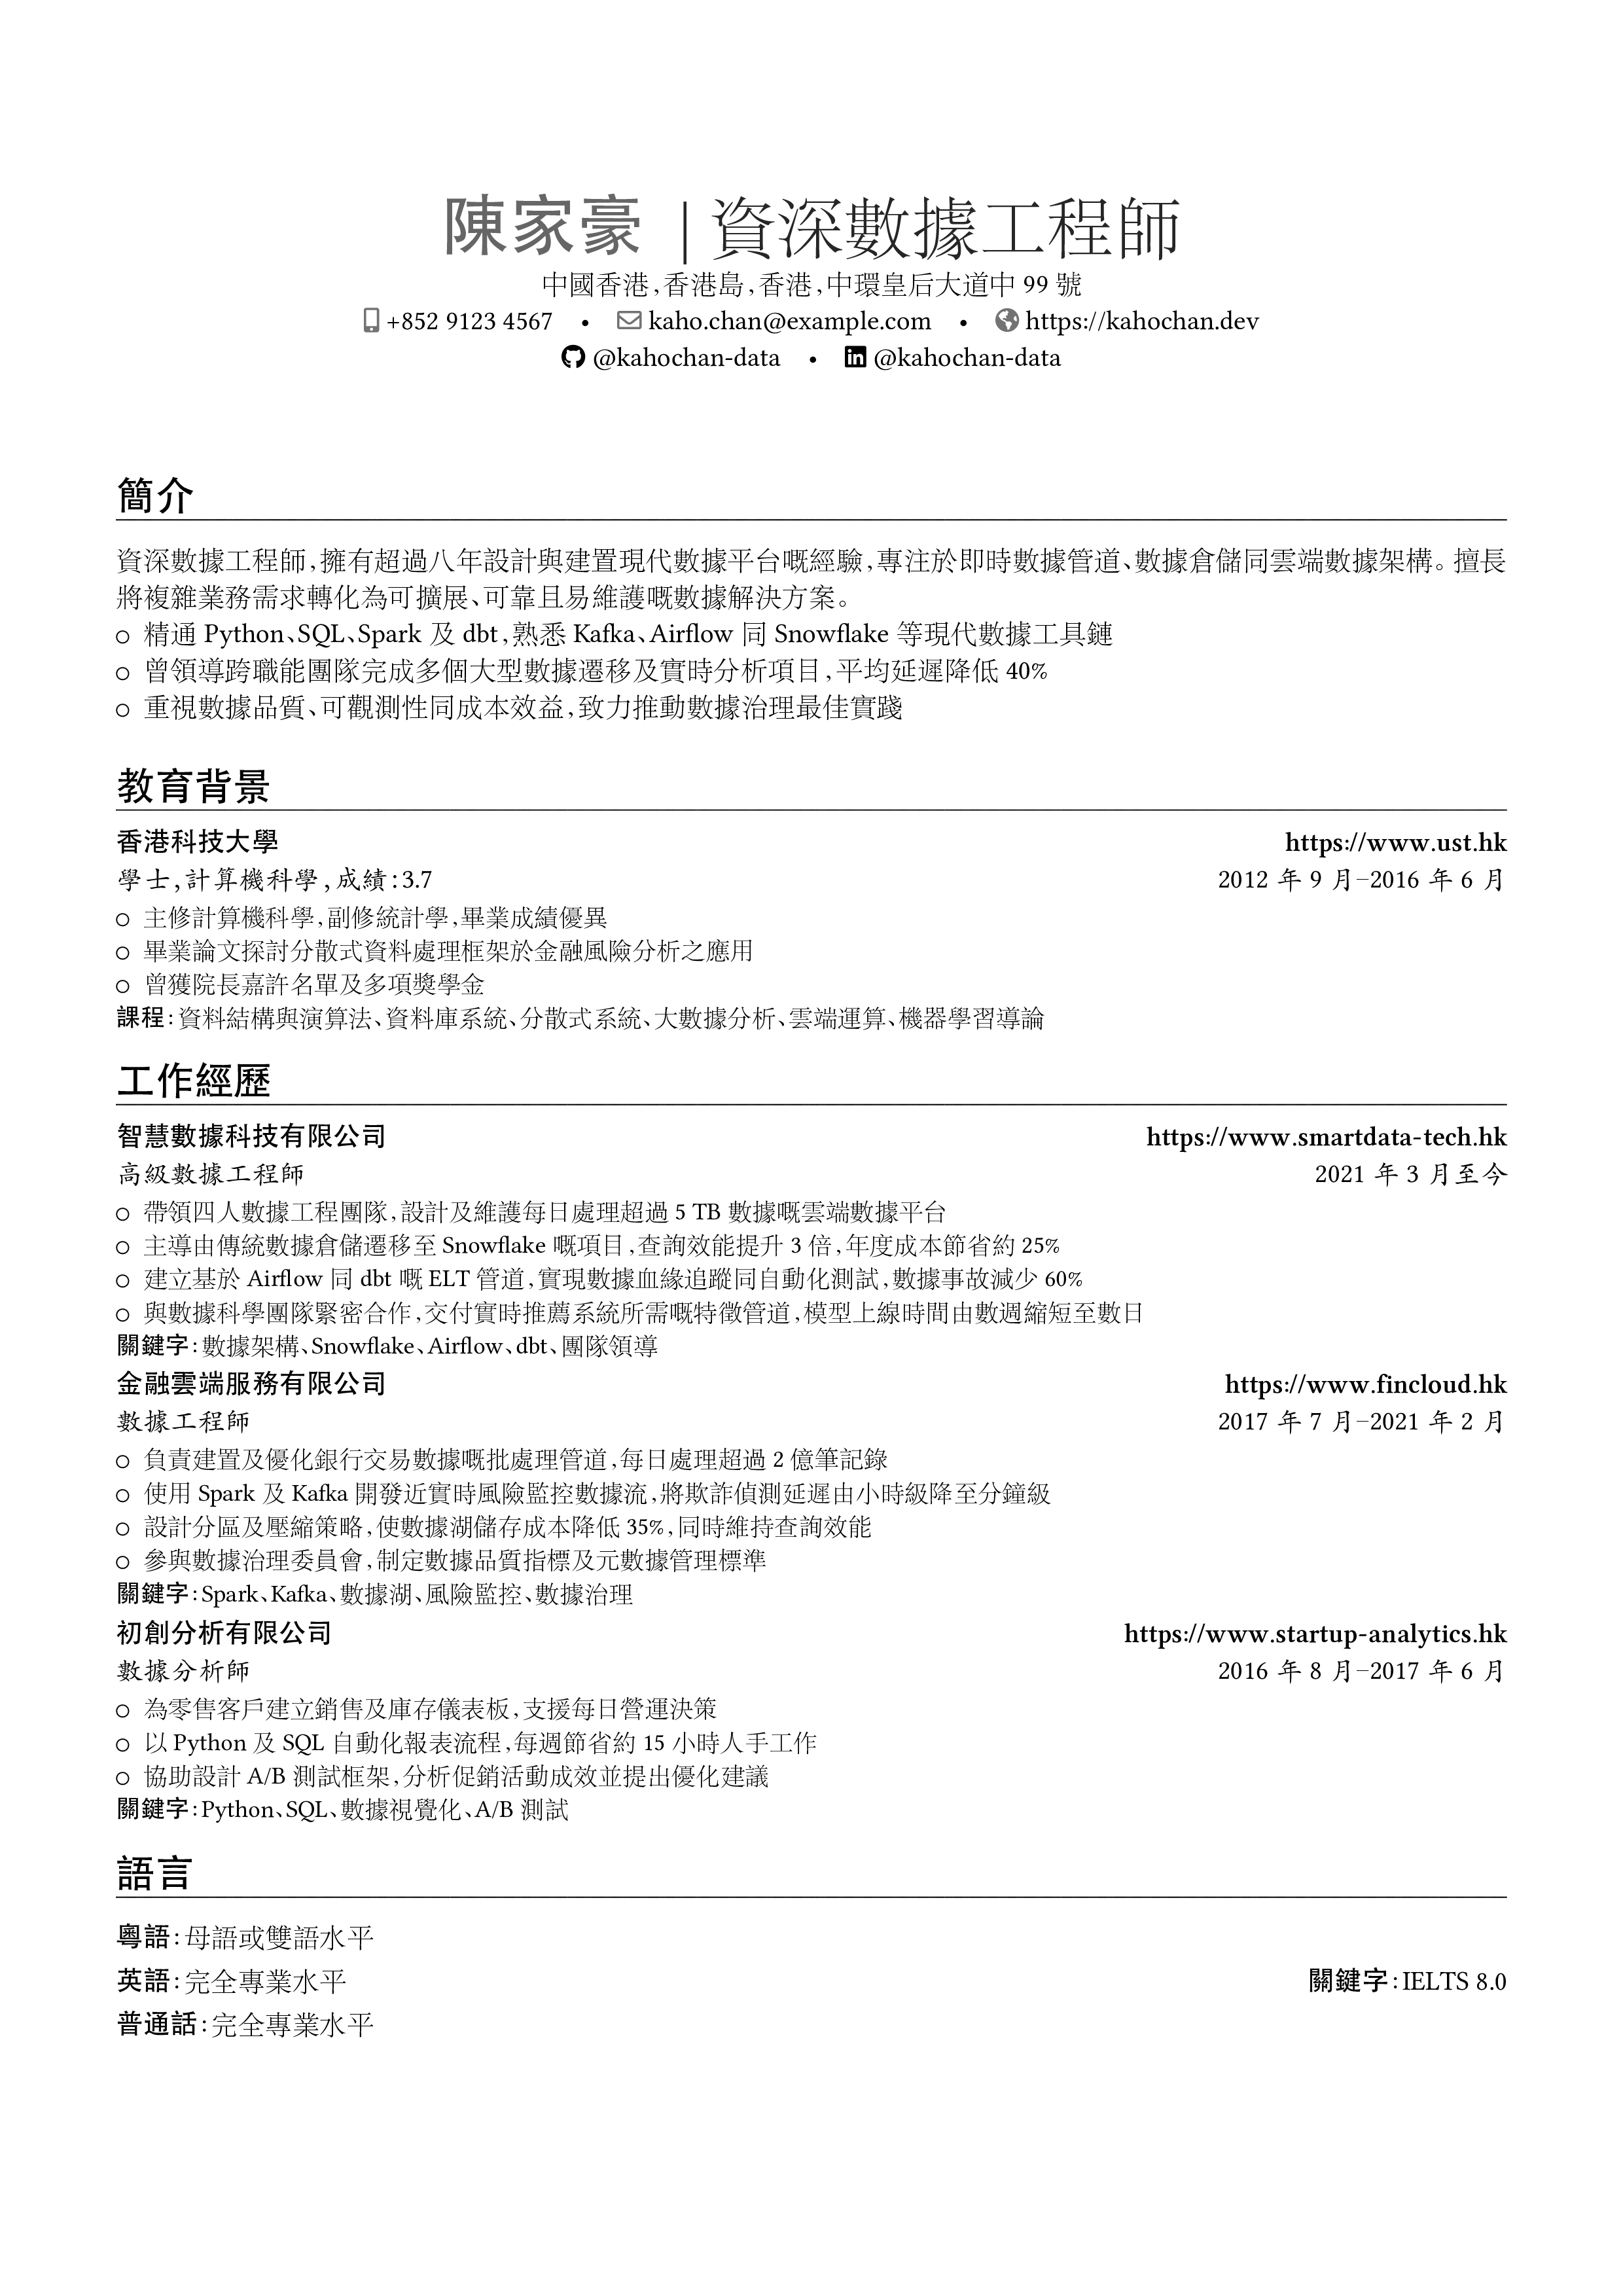 陳家豪 | 資深數據工程師
中國香港,香港島,香港,中環皇后大道中 99 號
+852 9123 4567 • kaho.chan@example.com • https://kahochan.dev
@kahochan-data • @kahochan-data
簡介
資深數據工程師,擁有超過八年設計與建置現代數據平台嘅經驗,專注於即時數據管道、數據倉儲同雲端數據架構。擅長
將複雜業務需求轉化為可擴展、可靠且易維護嘅數據解決方案。
○ 精通 Python、SQL、Spark 及 dbt,熟悉 Kafka、Airflow 同 Snowflake 等現代數據工具鏈
○ 曾領導跨職能團隊完成多個大型數據遷移及實時分析項目,平均延遲降低 40%
○ 重視數據品質、可觀測性同成本效益,致力推動數據治理最佳實踐
教育背景
香港科技大學 https://www.ust.hk
學士,計算機科學,成績:3.7 2012 年 9 月–2016 年 6 月
○ 主修計算機科學,副修統計學,畢業成績優異
○ 畢業論文探討分散式資料處理框架於金融風險分析之應用
○ 曾獲院長嘉許名單及多項獎學金
課程:資料結構與演算法、資料庫系統、分散式系統、大數據分析、雲端運算、機器學習導論
工作經歷
智慧數據科技有限公司 https://www.smartdata-tech.hk
高級數據工程師 2021 年 3 月至今
○ 帶領四人數據工程團隊,設計及維護每日處理超過 5 TB 數據嘅雲端數據平台
○ 主導由傳統數據倉儲遷移至 Snowflake 嘅項目,查詢效能提升 3 倍,年度成本節省約 25%
○ 建立基於 Airflow 同 dbt 嘅 ELT 管道,實現數據血緣追蹤同自動化測試,數據事故減少 60%
○ 與數據科學團隊緊密合作,交付實時推薦系統所需嘅特徵管道,模型上線時間由數週縮短至數日
關鍵字:數據架構、Snowflake、Airflow、dbt、團隊領導
金融雲端服務有限公司 https://www.fincloud.hk
數據工程師 2017 年 7 月–2021 年 2 月
○ 負責建置及優化銀行交易數據嘅批處理管道,每日處理超過 2 億筆記錄
○ 使用 Spark 及 Kafka 開發近實時風險監控數據流,將欺詐偵測延遲由小時級降至分鐘級
○ 設計分區及壓縮策略,使數據湖儲存成本降低 35%,同時維持查詢效能
○ 參與數據治理委員會,制定數據品質指標及元數據管理標準
關鍵字:Spark、Kafka、數據湖、風險監控、數據治理
初創分析有限公司 https://www.startup-analytics.hk
數據分析師 2016 年 8 月–2017 年 6 月
○ 為零售客戶建立銷售及庫存儀表板,支援每日營運決策
○ 以 Python 及 SQL 自動化報表流程,每週節省約 15 小時人手工作
○ 協助設計 A/B 測試框架,分析促銷活動成效並提出優化建議
關鍵字:Python、SQL、數據視覺化、A/B 測試
語言
粵語:母語或雙語水平
英語:完全專業水平 關鍵字:IELTS 8.0
普通話:完全專業水平